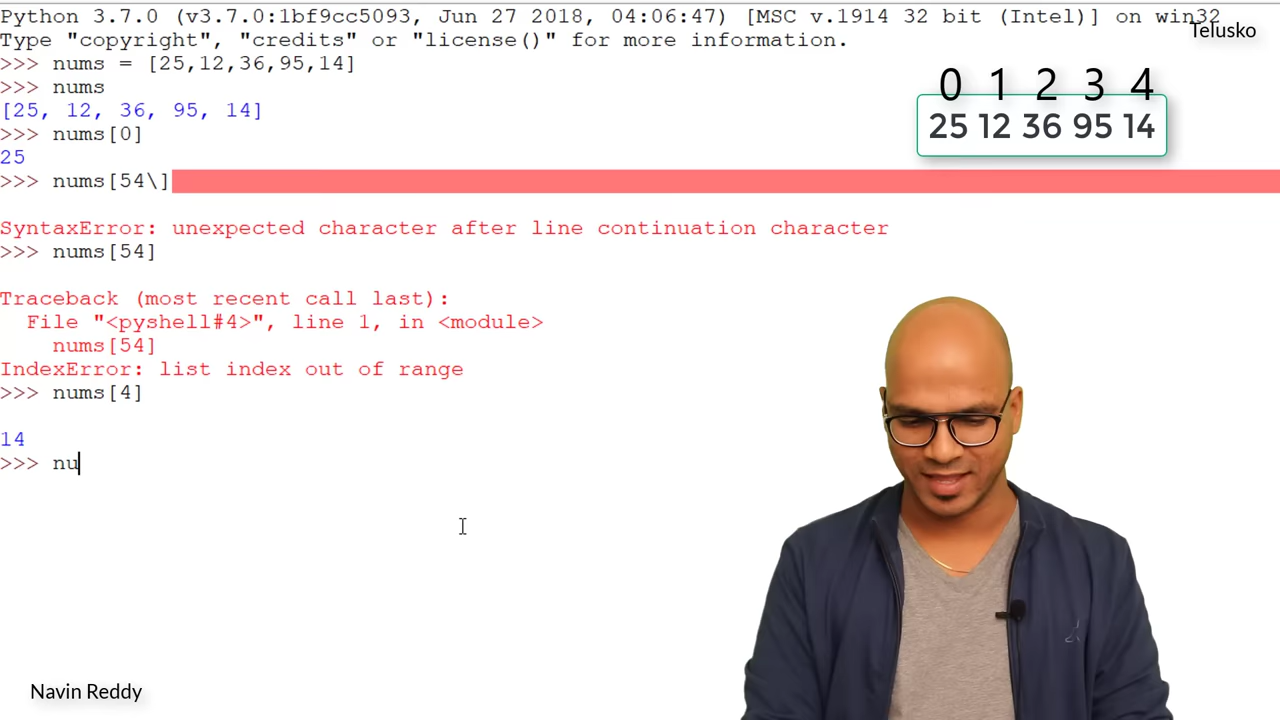 Python 3.7.0 (v3.7.0:1bf9cc5093, Jun 27 2018, 04:06:47) [MSC v.1914 32 bit (Intel)] on win32
Type "copyright", "credits" or "license()" for more information.
Telusko
>>> nums = [25,12,36,95,14]
>>> nums
[25, 12, 36, 95, 14]
>>> nums[0]
25
>>> nums[54\]
SyntaxError: unexpected character after line continuation character
>>> nums[54]
Traceback (most recent call last):
File "<pyshell#4>", line 1, in <module>
nums[54]
IndexError: list index out of range
>>> nums[4]
14
>>> nu
0 1 2 3 4
25 12 36 95 14
Navin Reddy